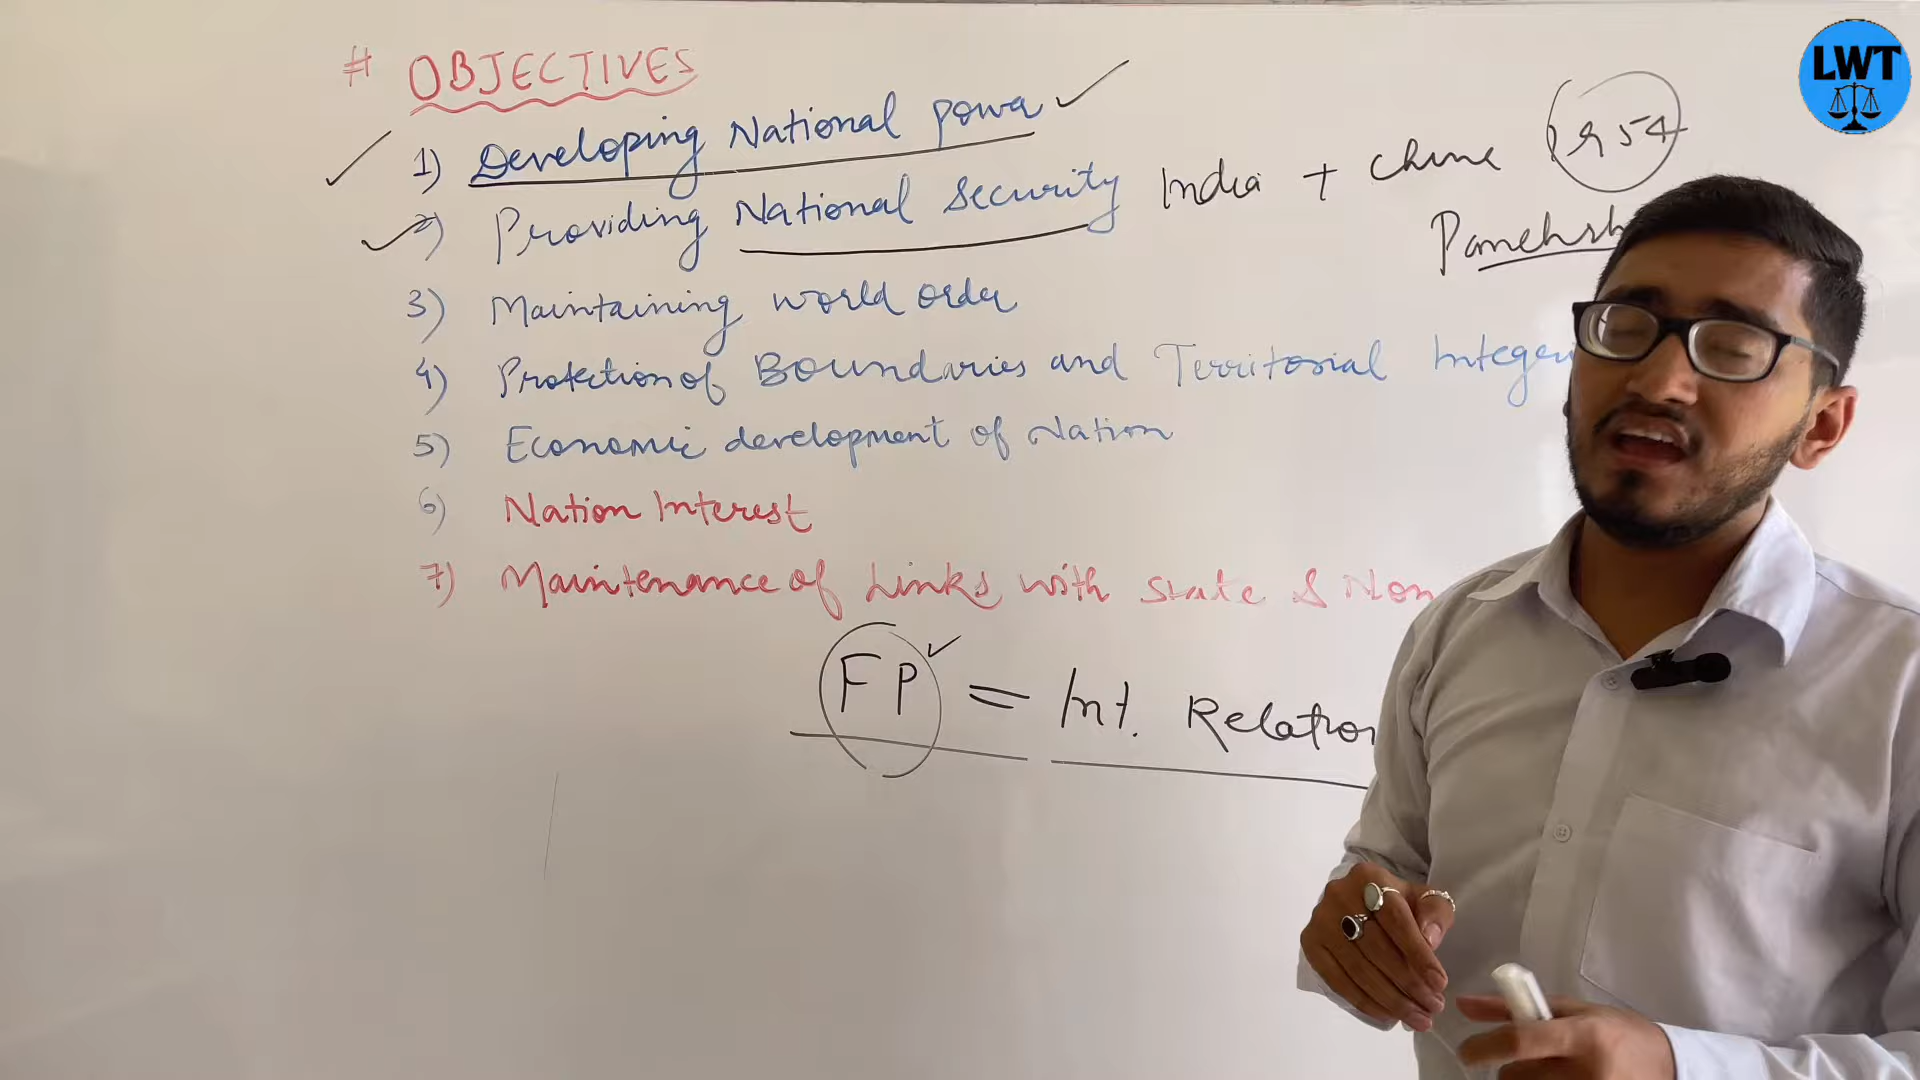 # OBJECTIVES
1) Developing National Power
2) Providing National Security
India + China 1954
Panchsh
3) Maintaining world order
4) Protection of Boundaries and Territorial Integri
5) Economic development of Nation
6) Nation Interest
7) Maintenance of Links with State & Non
FP = Int. Relation
LWT